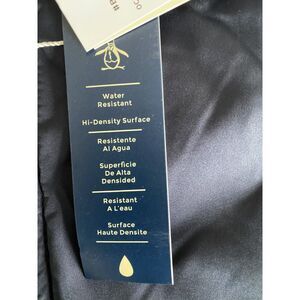 Water
Resistant
Hi-Density Surface
Resistente
Al Agua
Superficie
De Alta
Densided
Resistant
A L'eau
Surface
Haute Densite